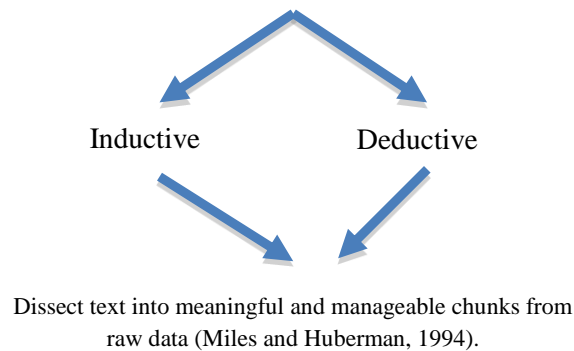 Inductive Deductive
Dissect text into meaningful and manageable chunks from
raw data (Miles and Huberman, 1994).